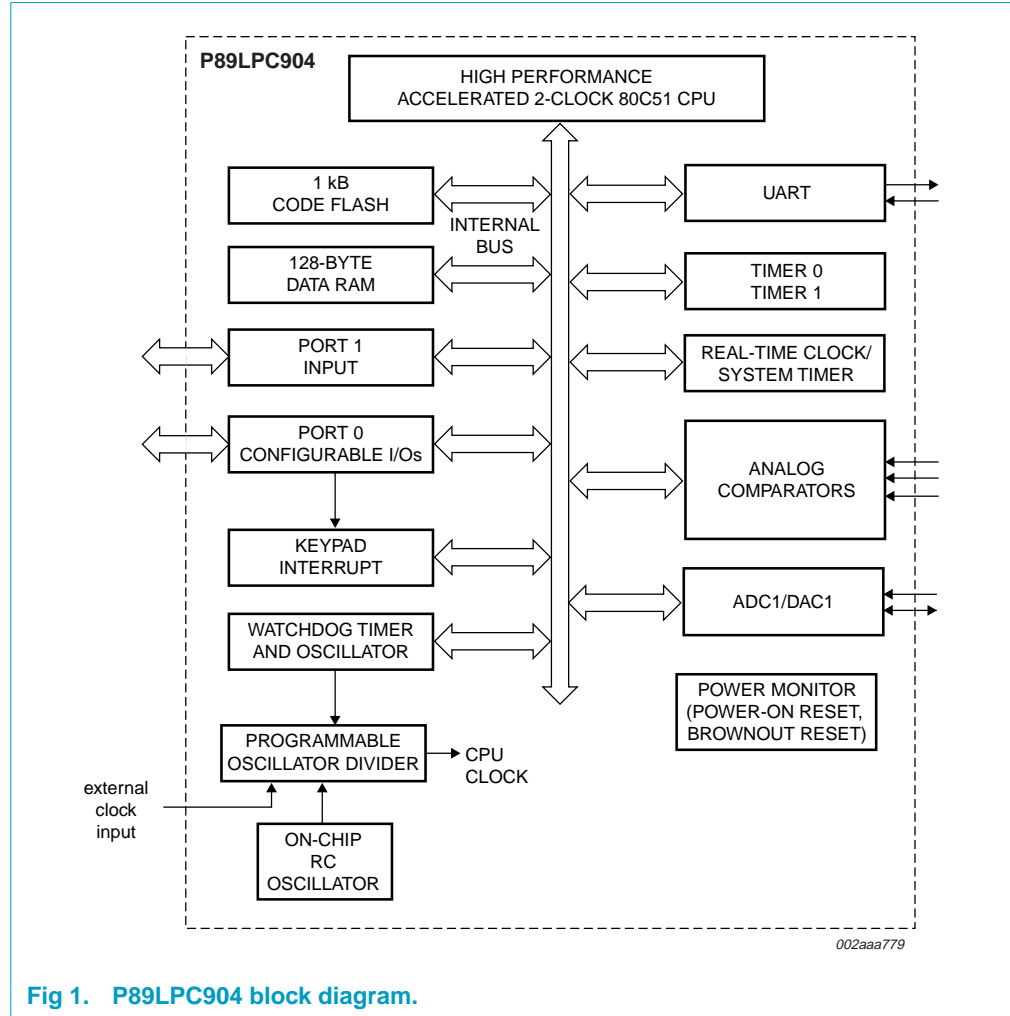 P89LPC904
HIGH PERFORMANCE
ACCELERATED 2-CLOCK 80C51 CPU
1 kB
CODE FLASH
INTERNAL
BUS
128-BYTE
DATA RAM
PORT 1
INPUT
PORT 0
CONFIGURABLE I/Os
KEYPAD
INTERRUPT
WATCHDOG TIMER
AND OSCILLATOR
PROGRAMMABLE
OSCILLATOR DIVIDER
CPU
CLOCK
external
clock
input
ON-CHIP
RC
OSCILLATOR
UART
TIMER 0
TIMER 1
REAL-TIME CLOCK/
SYSTEM TIMER
ANALOG
COMPARATORS
ADC1/DAC1
POWER MONITOR
(POWER-ON RESET,
BROWNOUT RESET)
002aaa779
Fig 1. P89LPC904 block diagram.